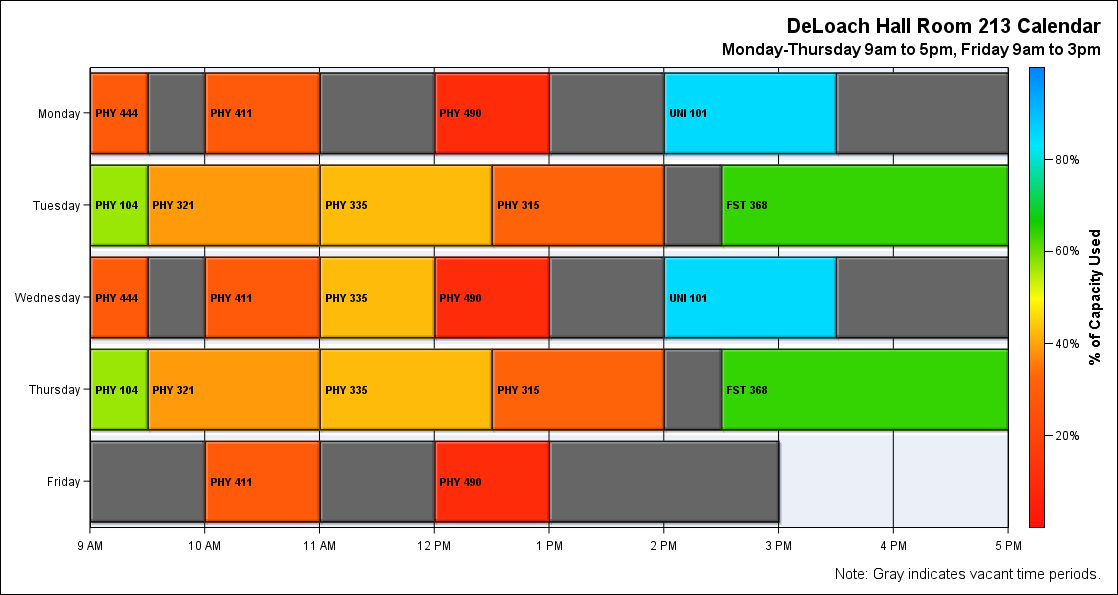 DeLoach Hall Room 213 Calendar
Monday-Thursday 9am to 5pm, Friday 9am to 3pm
Monday PHY 444 PHY 411 PHY 490 UNI 101
Tuesday PHY 104 PHY 321 PHY 335 PHY 315 FST 368
Wednesday PHY 444 PHY 411 PHY 335 PHY 490 UNI 101
Thursday PHY 104 PHY 321 PHY 335 PHY 315 FST 368
Friday PHY 411 PHY 490
9 AM 10 AM 11 AM 12 PM 1 PM 2 PM 3 PM 4 PM 5 PM
80%
60%
40%
20%
% of Capacity Used
Note: Gray indicates vacant time periods.